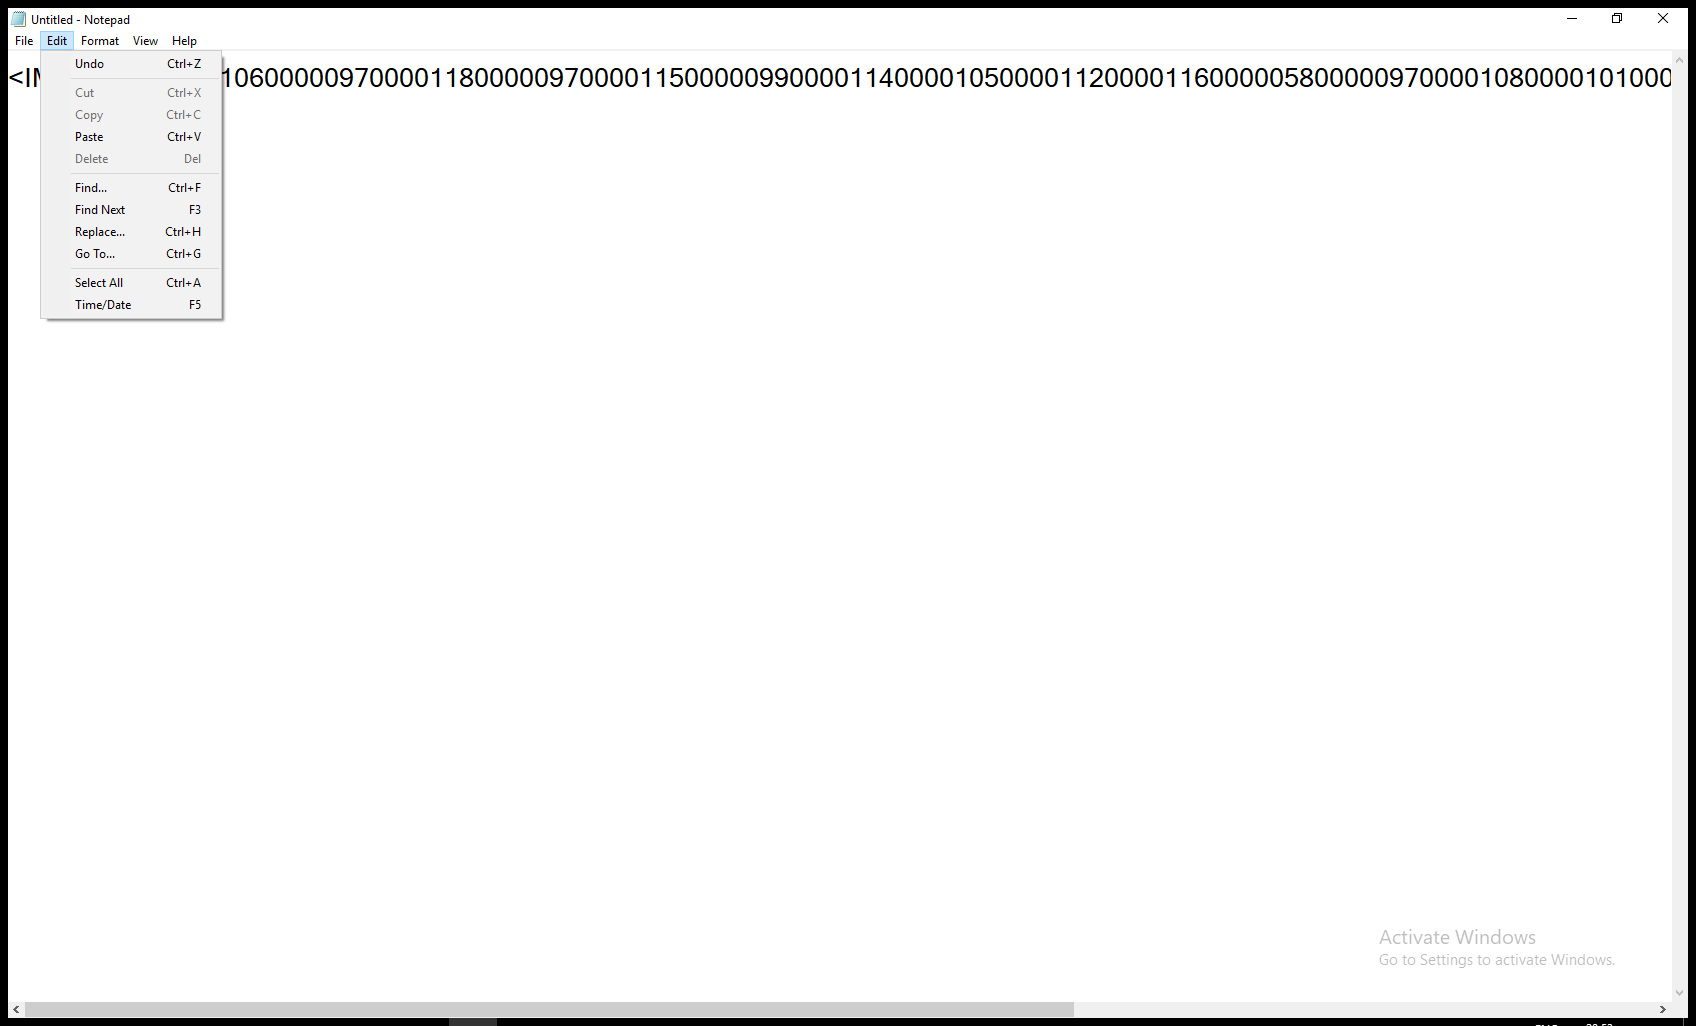 Untitled - Notepad
File Edit Format View Help
Undo Ctrl+Z
Cut Ctrl+X
Copy Ctrl+C
Paste Ctrl+V
Delete Del
Find... Ctrl+F
Find Next F3
Replace... Ctrl+H
Go To... Ctrl+G
Select All Ctrl+A
Time/Date F5
<IM 1060000097000011800000970000115000009900001140000105000011200001160000058000009700001080000101000
Activate Windows
Go to Settings to activate Windows.